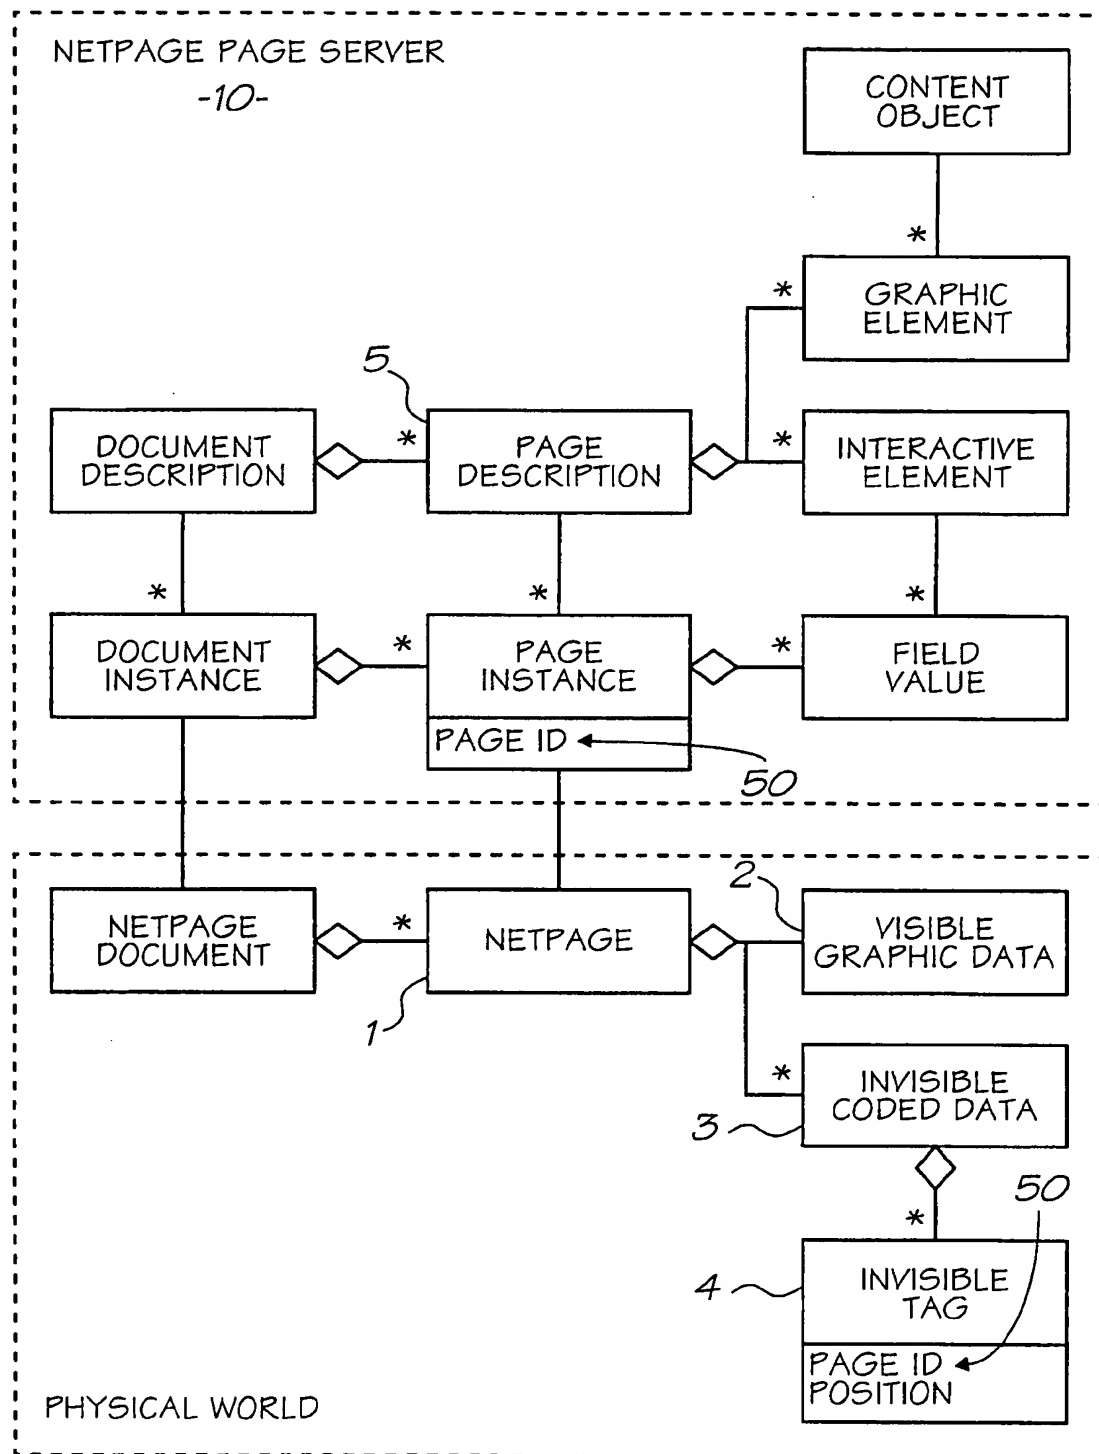 NETPAGE PAGE SERVER
-10-
CONTENT
OBJECT
*
*
GRAPHIC
ELEMENT
5
DOCUMENT
DESCRIPTION
*
PAGE
DESCRIPTION
*
INTERACTIVE
ELEMENT
*
*
*
DOCUMENT
INSTANCE
*
PAGE
INSTANCE
*
FIELD
VALUE
PAGE ID
50
NETPAGE
DOCUMENT
*
NETPAGE
2
VISIBLE
GRAPHIC DATA
1
*
INVISIBLE
CODED DATA
3
50
*
4
INVISIBLE
TAG
PAGE ID
POSITION
PHYSICAL WORLD